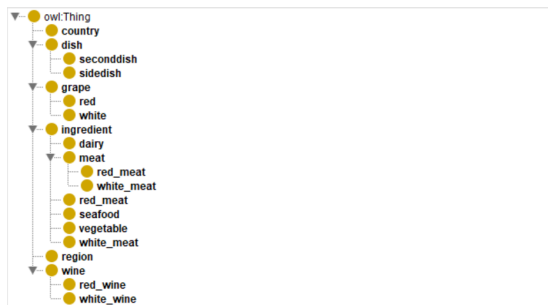 owl:Thing
country
dish
seconddish
sidedish
grape
red
white
ingredient
dairy
meat
red_meat
white_meat
red_meat
seafood
vegetable
white_meat
region
wine
red_wine
white_wine